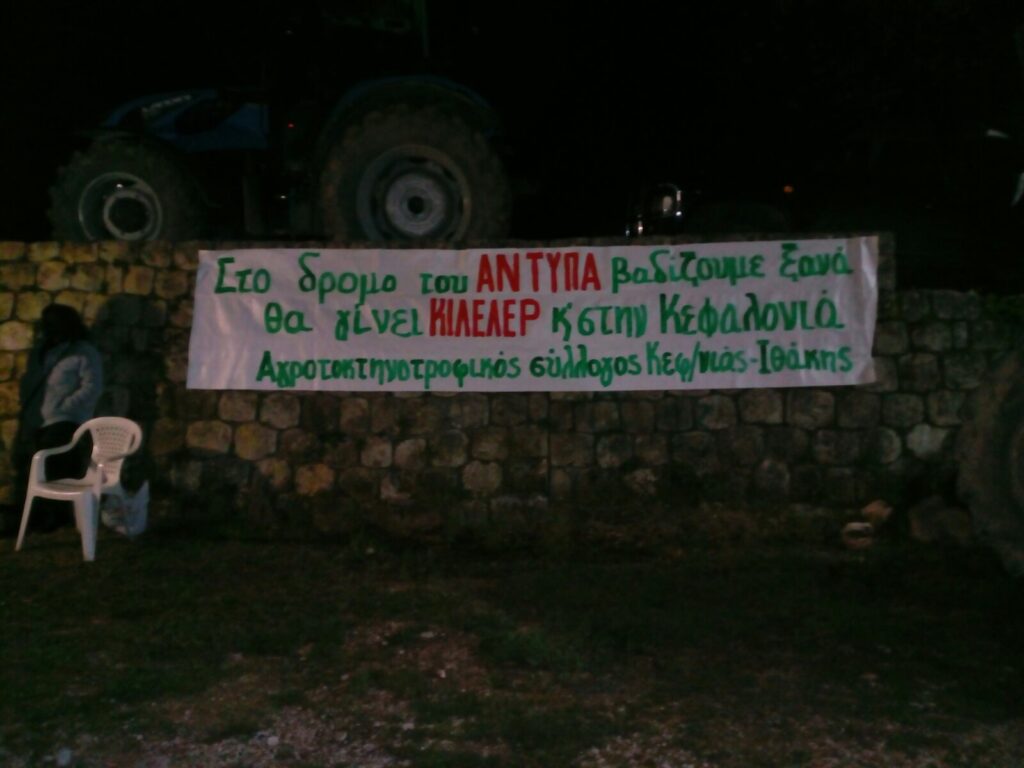 Στο δρομο του ΑΝΤΥΠΑ βαδίζουμε ξανά
θα γίνει ΚΙΛΕΛΕΡ κ' στην Κεφαλονιά
Αγροτοκτηνοτροφικός σύλλογος Κεφ/νιάς-Ιθάκης